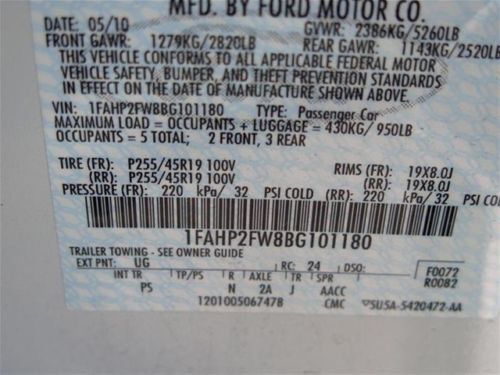 MFD. BY FORD MOTOR CO.
DATE: 05/10 GVWR: 2386KG/5260LB
FRONT GAWR: 1279KG/2820LB REAR GAWR: 1143KG/2520LB
THIS VEHICLE CONFORMS TO ALL APPLICABLE FEDERAL MOTOR
VEHICLE SAFETY, BUMPER, AND THEFT PREVENTION STANDARDS
IN EFFECT ON THE DATE OF MANUFACTURE SHOWN ABOVE.
VIN: 1FAHP2FW8BG101180 TYPE: Passenger Car
MAXIMUM LOAD = OCCUPANTS + LUGGAGE = 430KG/ 950LB
OCCUPANTS = 5 TOTAL; 2 FRONT, 3 REAR
TIRE (FR): P255/45R19 100V RIMS (FR): 19X8.0J
(RR): P255/45R19 100V (RR): 19X8.0J
PRESSURE (FR): 220 kPa/ 32 PSI COLD (RR): 220 kPa/ 32 PSI COLD
1FAHP2FW8BG101180
TRAILER TOWING - SEE OWNER GUIDE
EXT PNT: UG RC: 24 DSO: F0072
INT TR TP/PS R AXLE TR SPR R0082
P5 N 2A J AACC
1201005067478 CMC SU5A-5420472-AA